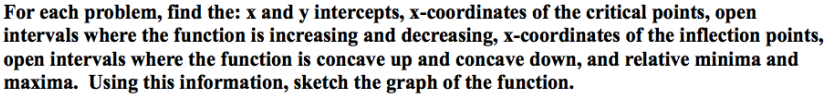 For each problem, find the: x and y intercepts, x-coordinates of the critical points, open
intervals where the function is increasing and decreasing, x-coordinates of the inflection points,
open intervals where the function is concave up and concave down, and relative minima and
maxima.  Using this information, sketch the graph of the function.